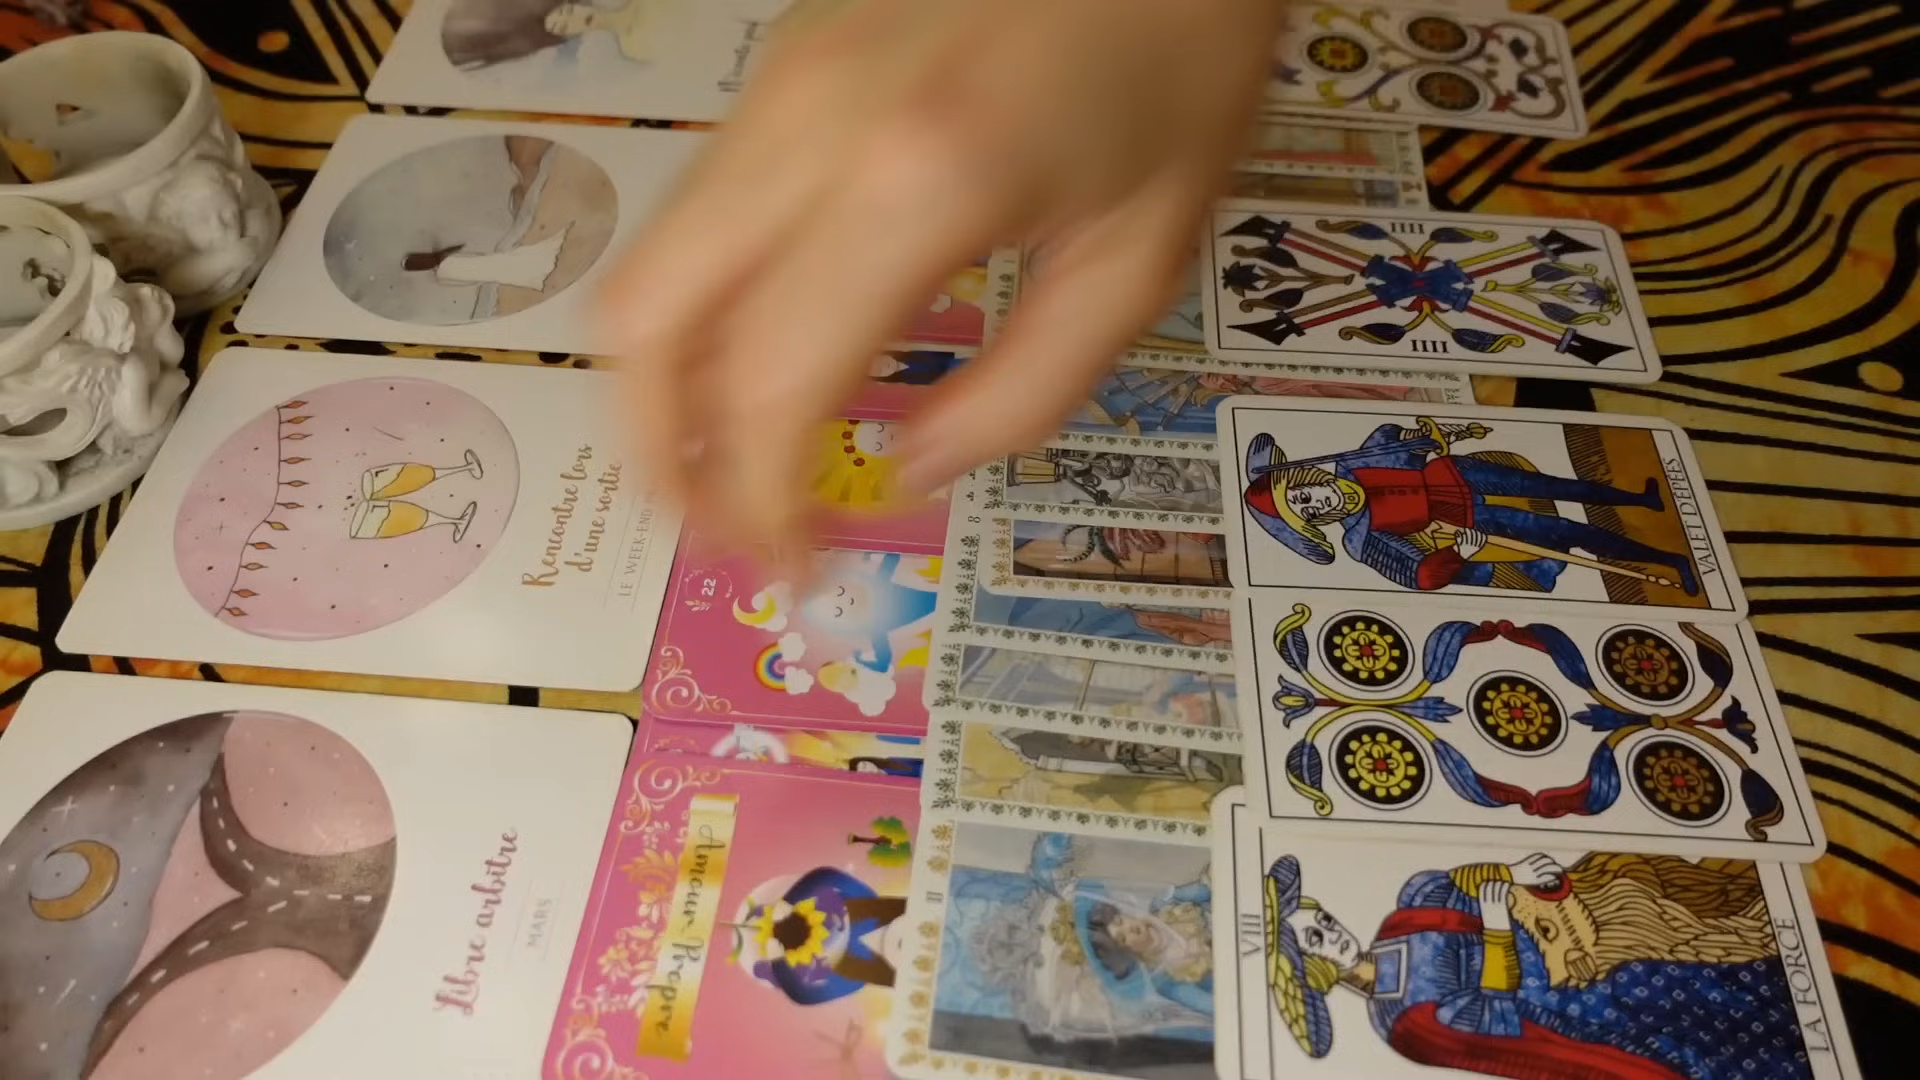 IIII
IIII
VALET D'EPEES
Rencontre lors
d'une sortie
LE WEEK-END
22
8
Libre arbitre
MARS
Amour-Propre
II
VIII
LA FORCE